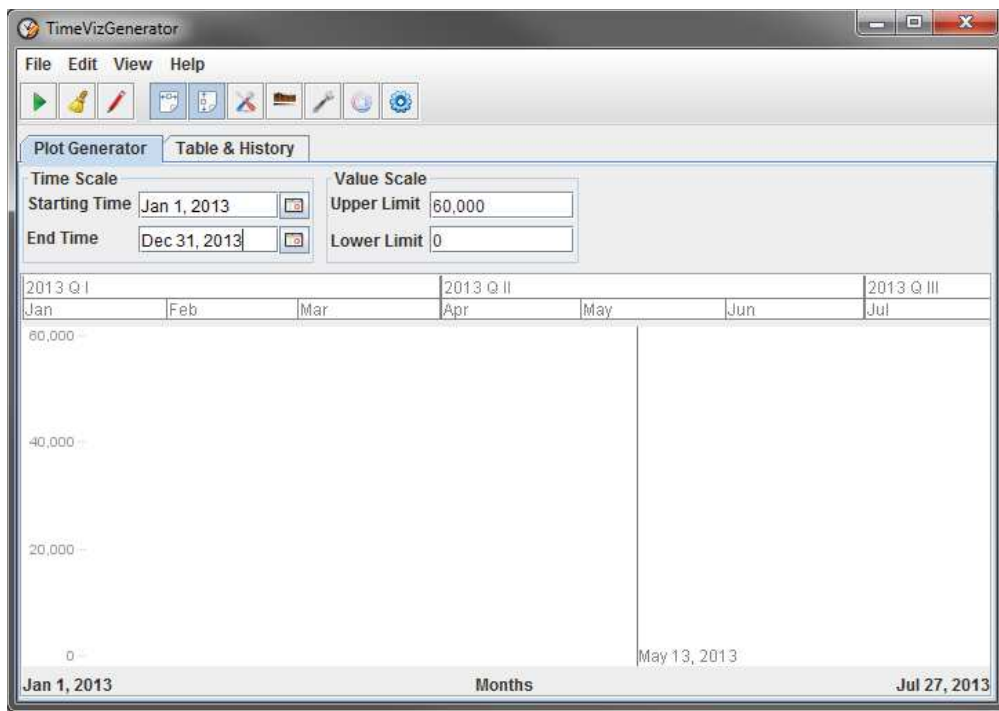 TimeVizGenerator
File Edit View Help
Plot Generator Table & History
Time Scale Value Scale
Starting Time Jan 1, 2013 Upper Limit 60,000
End Time Dec 31, 2013 Lower Limit 0
2013 Q I 2013 Q II 2013 Q III
Jan Feb Mar Apr May Jun Jul
60,000
40,000
20,000
0
May 13, 2013
Jan 1, 2013 Months Jul 27, 2013